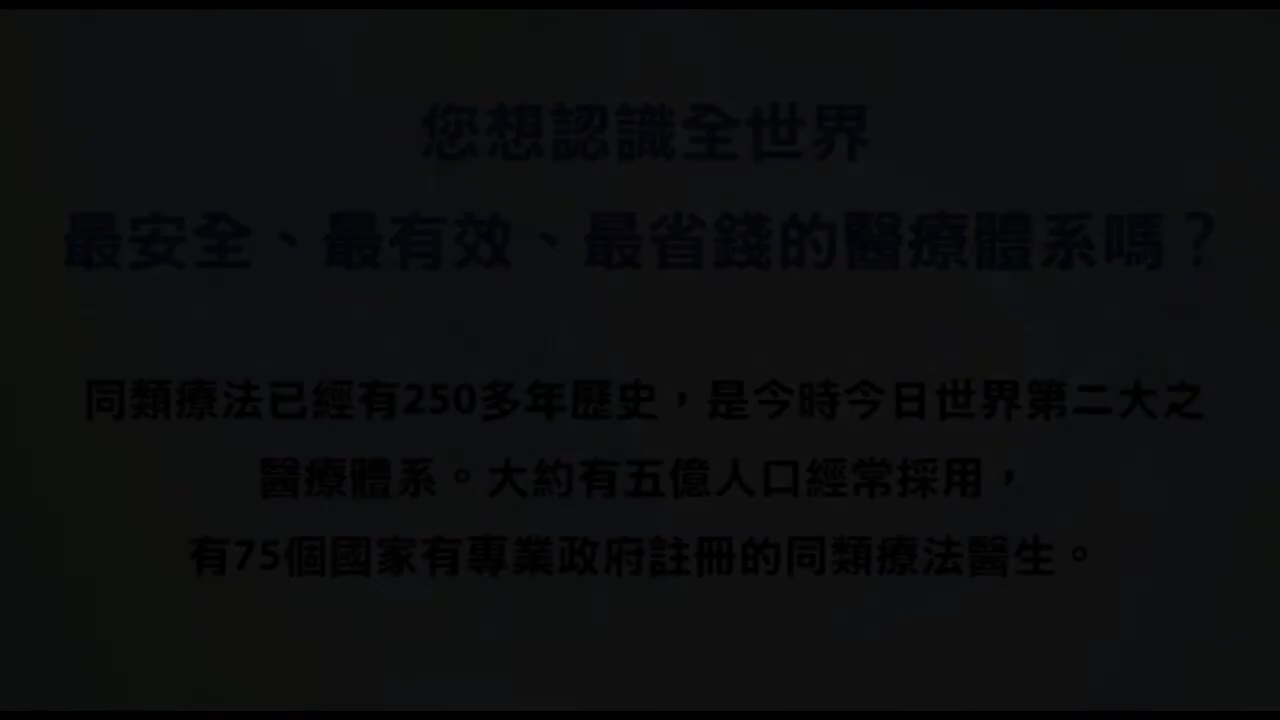 您想認識全世界
最安全、最有效、最省錢的醫療體系嗎？
同類療法已經有250多年歷史，是今時今日世界第二大之
醫療體系。大約有五億人口經常採用，
有75個國家有專業政府註冊的同類療法醫生。